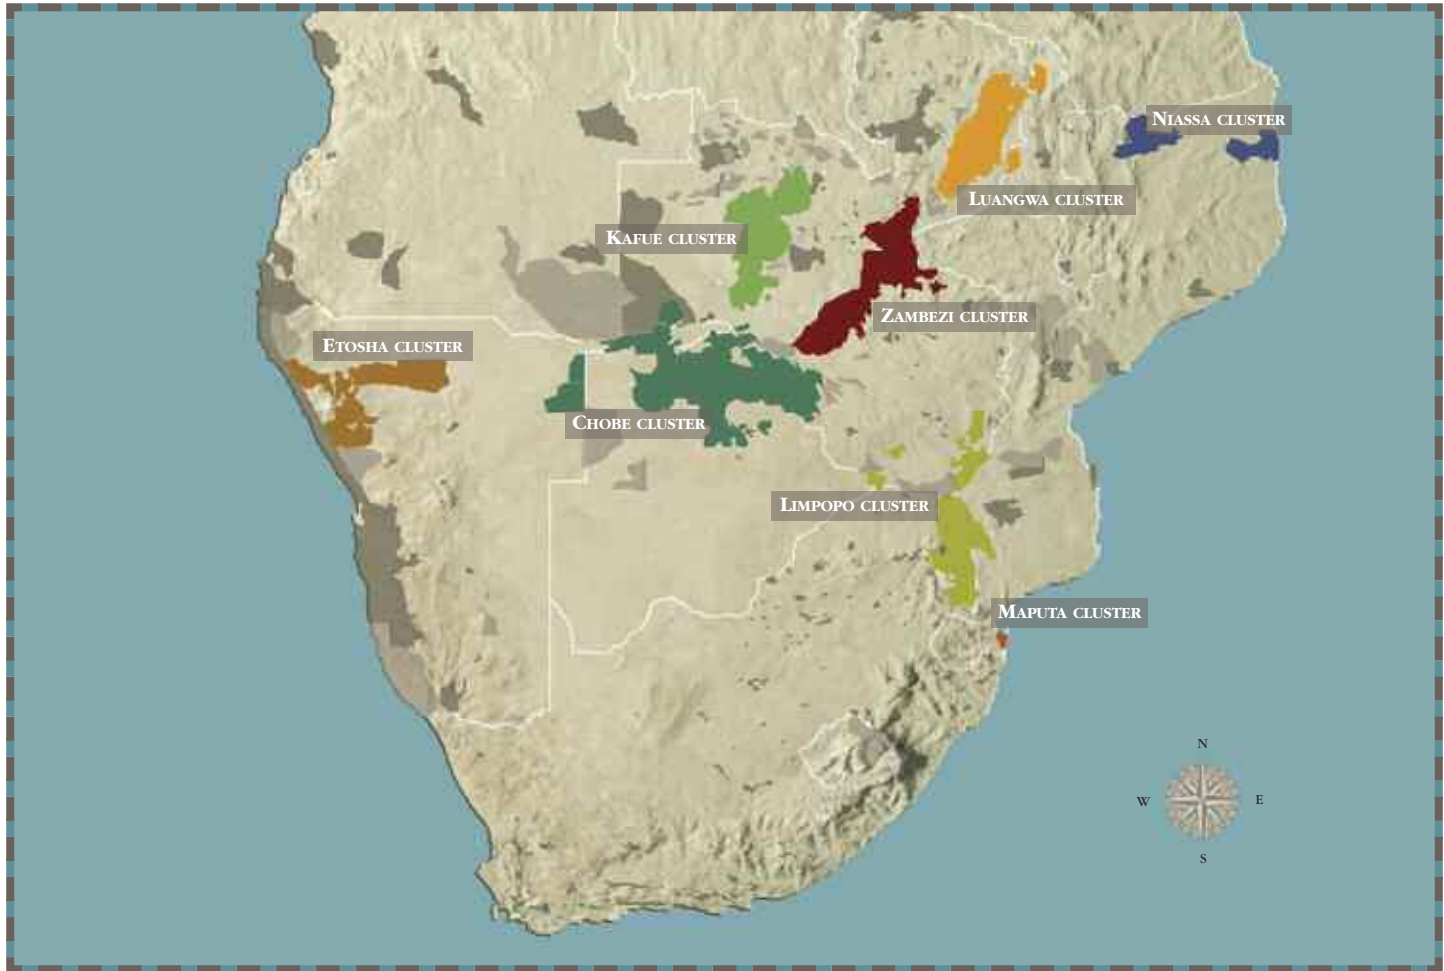 NIASSA CLUSTER
LUANGWA CLUSTER
KAFUE CLUSTER
ZAMBEZI CLUSTER
ETOSHA CLUSTER
CHOBE CLUSTER
LIMPOPO CLUSTER
MAPUTA CLUSTER
N
W E
S